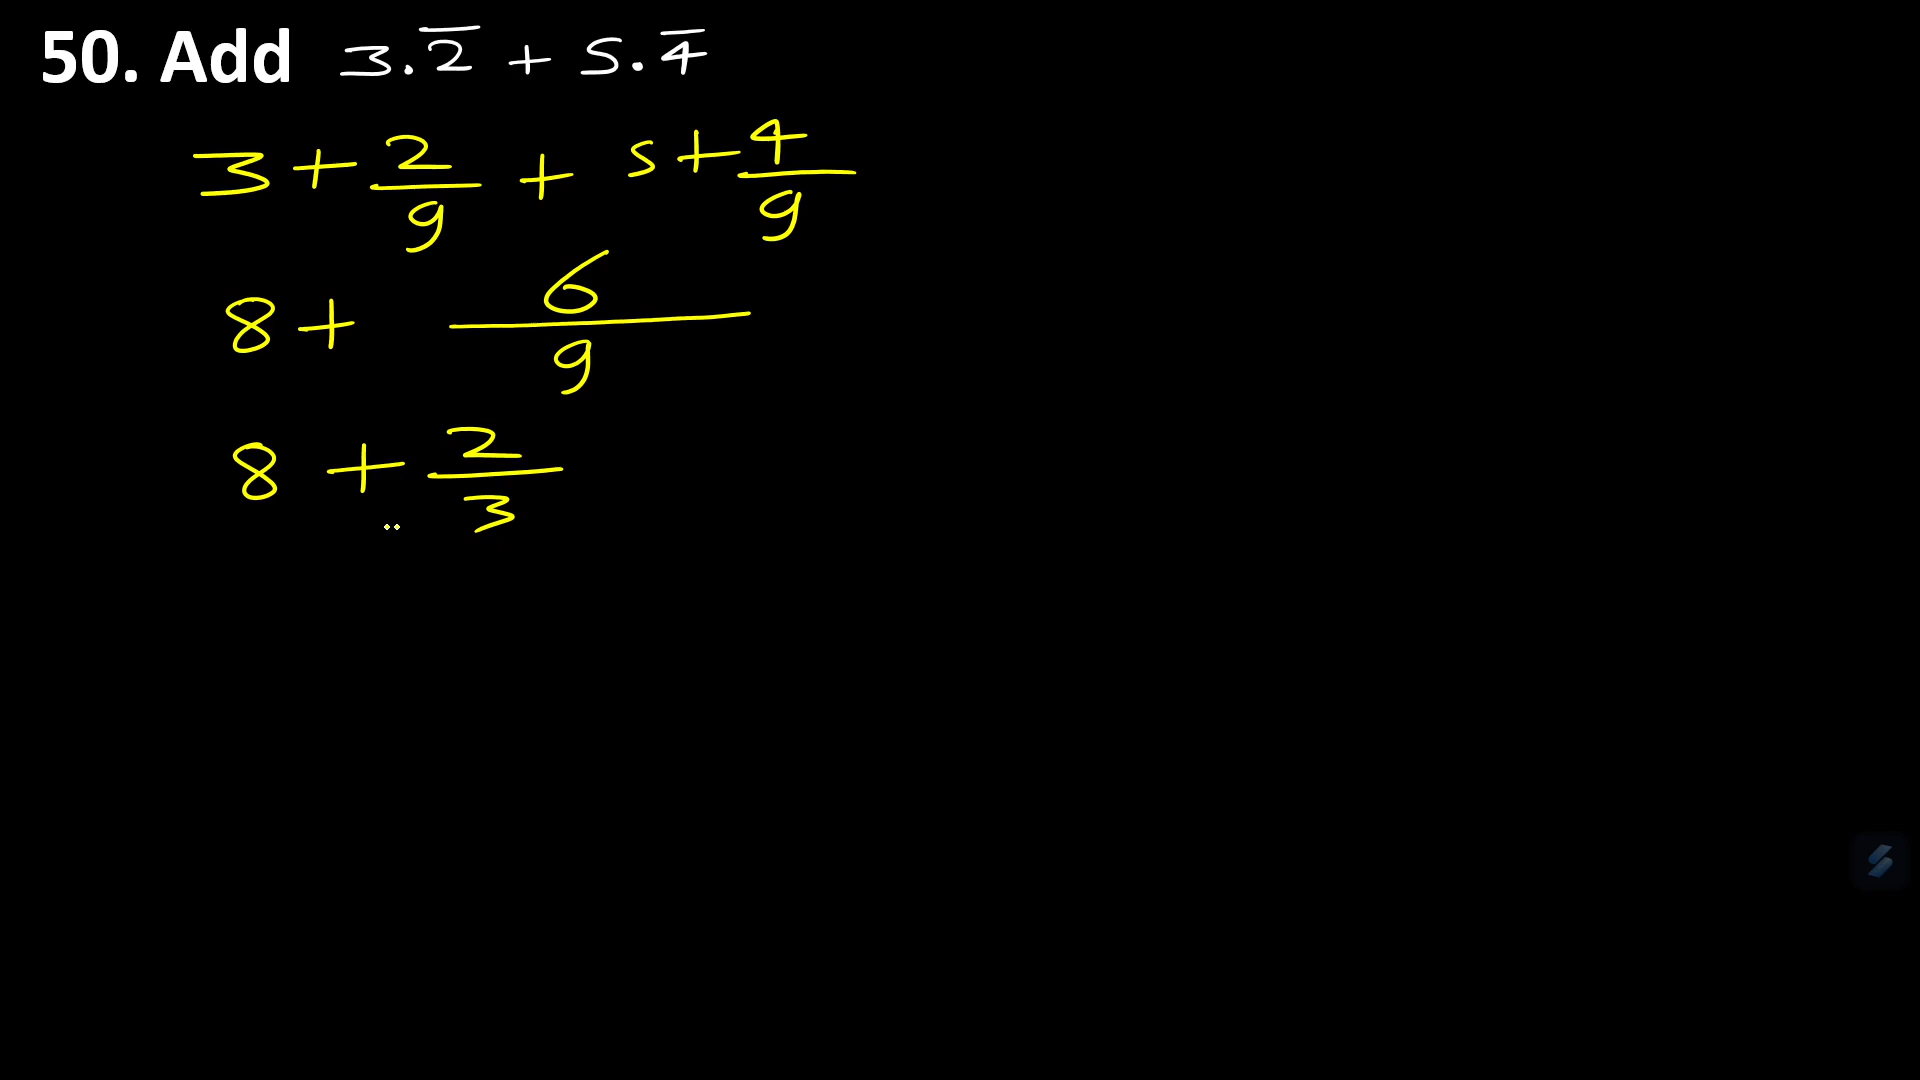 50. Add 3.2̅ + 5.4̅
3 + 2/9 + 5 + 4/9
8 + 6/9
8 + 2/3